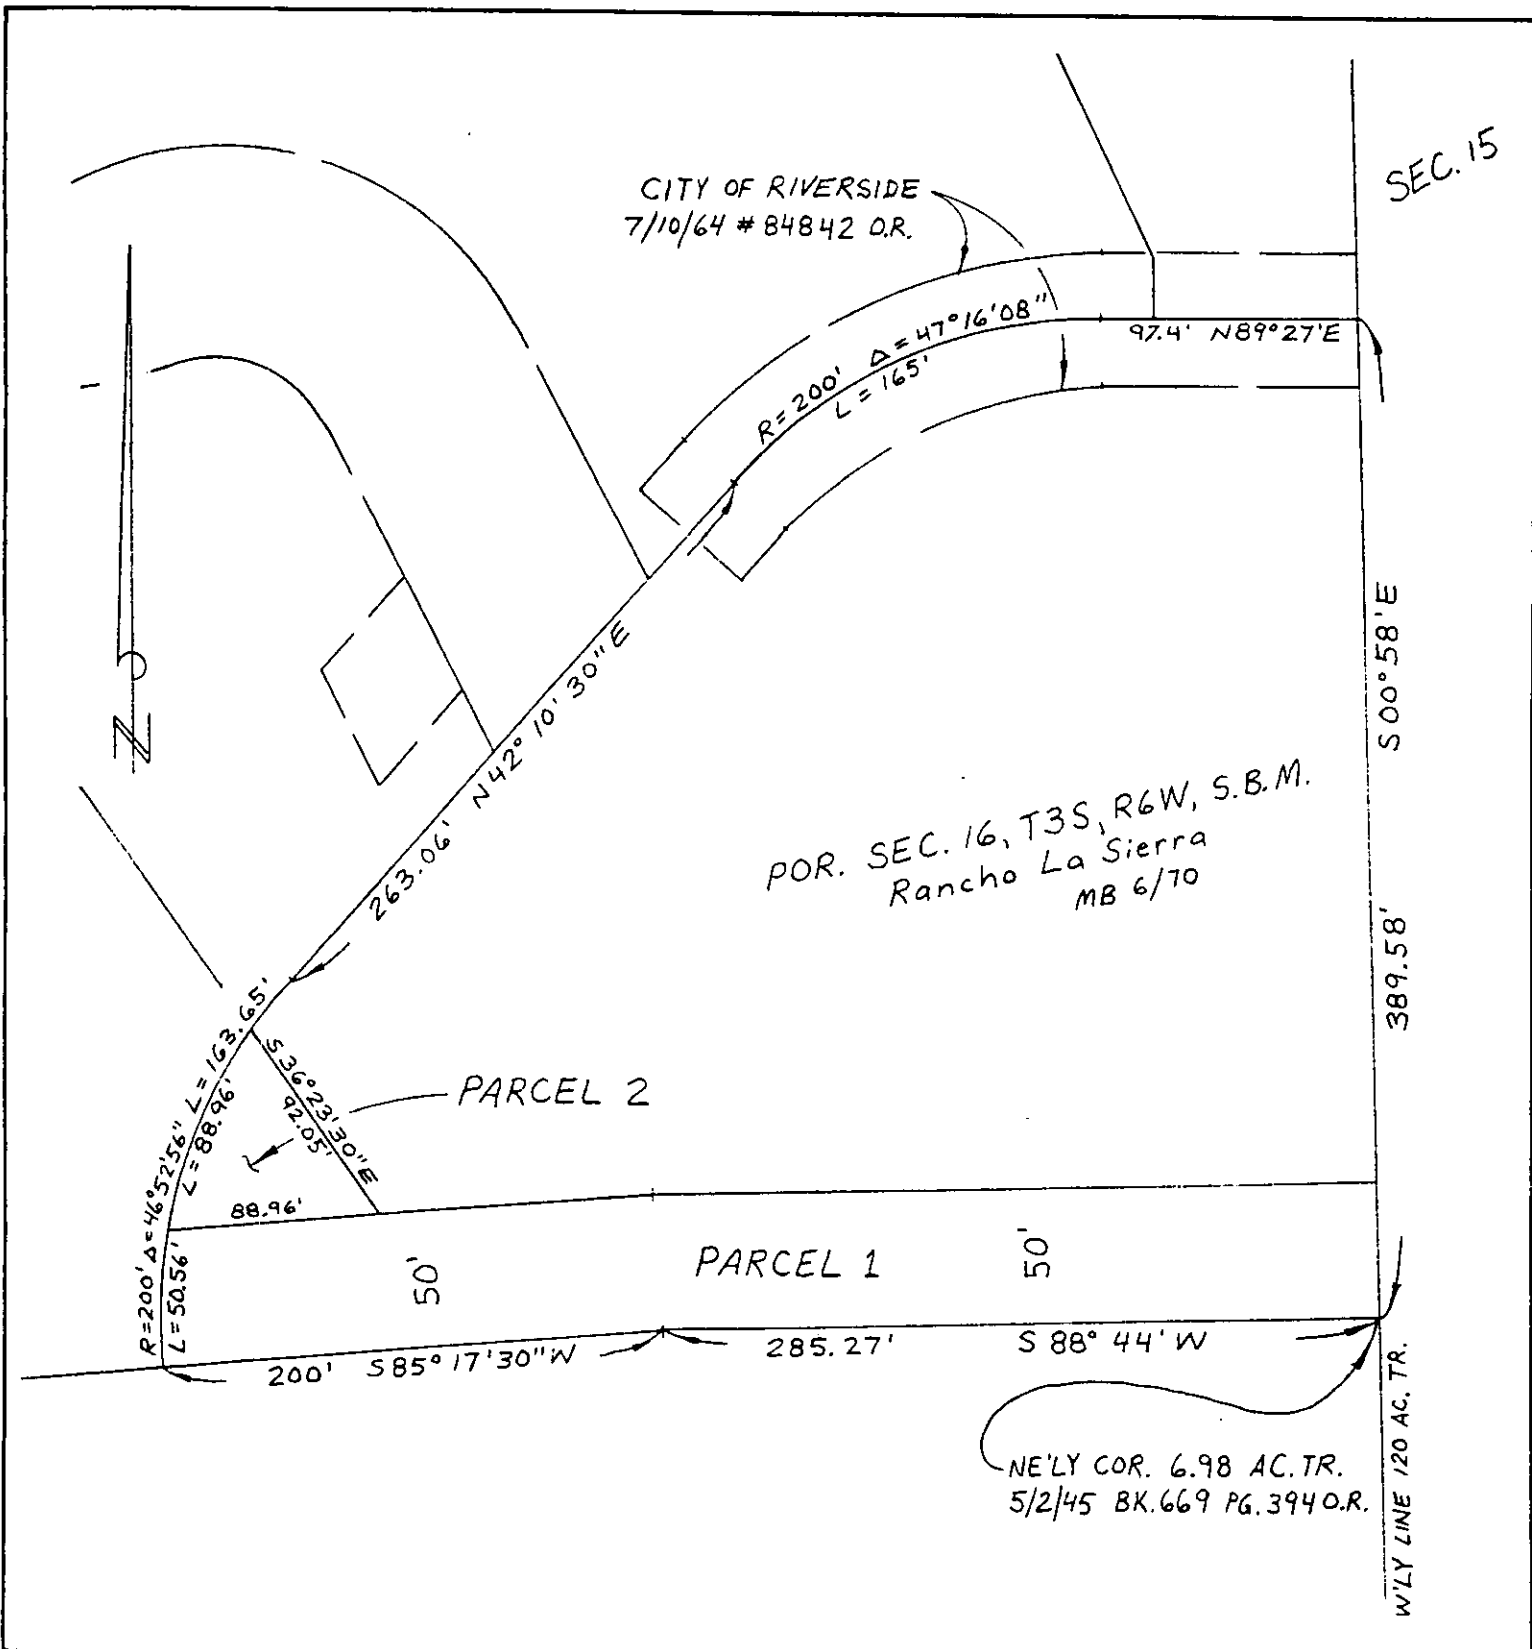 SEC. 15
CITY OF RIVERSIDE
7/10/64 # 84842 O.R.
R=200' Δ=47°16'08"
L=165'
97.4' N89°27'E
N
N42°10'30"E
263.06'
S00°58'E
389.58'
POR. SEC. 16, T3S, R6W, S.B.M.
Rancho La Sierra
MB 6/70
R=200' Δ=46°52'56" L=163.65'
L=88.96'
L=50.56'
S36°23'30"E
92.05'
PARCEL 2
88.96'
50'
PARCEL 1
50'
200' S85°17'30"W
285.27' S88°44'W
NE'LY COR. 6.98 AC. TR.
5/2/45 BK.669 PG.394 O.R.
W'LY LINE 120 AC. TR.